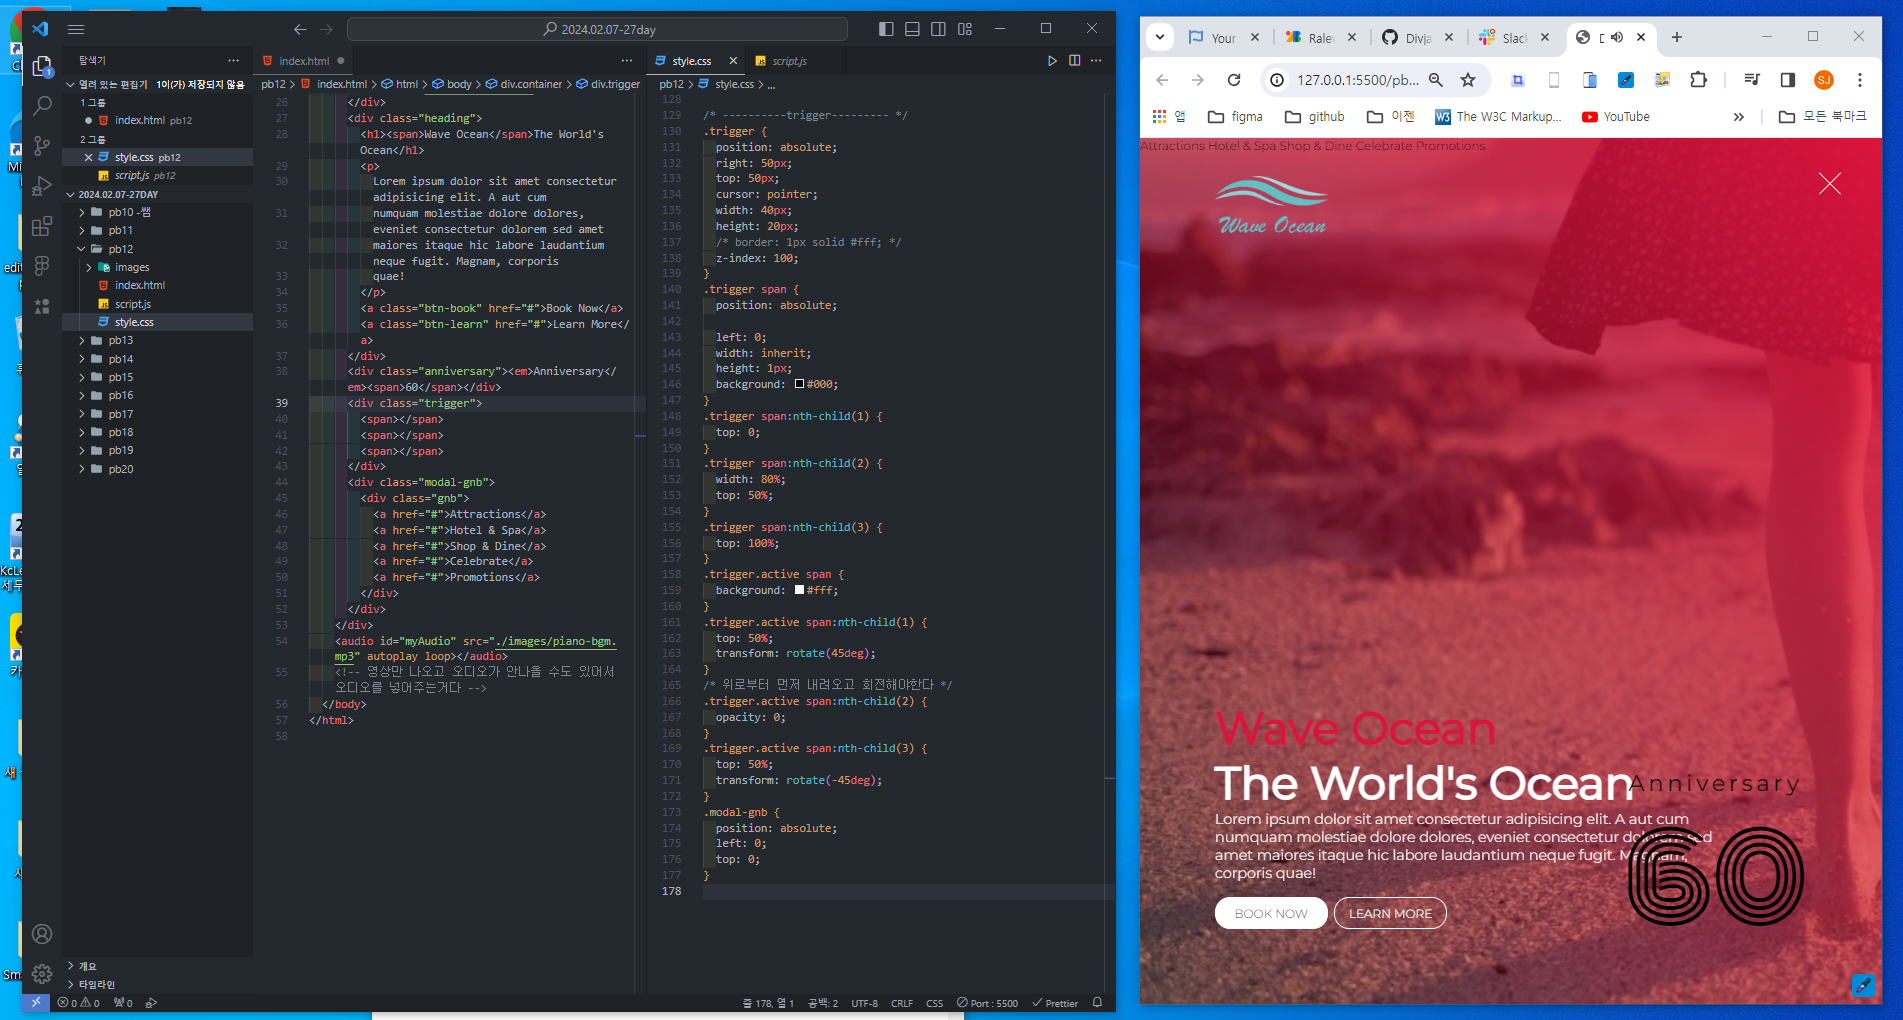 2024.02.07-27day
탐색기
열려 있는 편집기 1이(가) 저장되지 않음
1 그룹
index.html pb12
2 그룹
style.css pb12
script.js pb12
2024.02.07-27DAY
pb10 -쌤
pb11
pb12
images
index.html
script.js
style.css
pb13
pb14
pb15
pb16
pb17
pb18
pb19
pb20
개요
타임라인
index.html
pb12 > index.html > html > body > div.container > div.trigger
26 </div>
27 <div class="heading">
28 <h1><span>Wave Ocean</span>The World's
Ocean</h1>
29 <p>
30 Lorem ipsum dolor sit amet consectetur
adipisicing elit. A aut cum
31 numquam molestiae dolore dolores,
eveniet consectetur dolorem sed amet
32 maiores itaque hic labore laudantium
neque fugit. Magnam, corporis
33 quae!
34 </p>
35 <a class="btn-book" href="#">Book Now</a>
36 <a class="btn-learn" href="#">Learn More</
a>
37 </div>
38 <div class="anniversary"><em>Anniversary</
em><span>60</span></div>
39 <div class="trigger">
40 <span></span>
41 <span></span>
42 <span></span>
43 </div>
44 <div class="modal-gnb">
45 <div class="gnb">
46 <a href="#">Attractions</a>
47 <a href="#">Hotel & Spa</a>
48 <a href="#">Shop & Dine</a>
49 <a href="#">Celebrate</a>
50 <a href="#">Promotions</a>
51 </div>
52 </div>
53 </div>
54 <audio id="myAudio" src="./images/piano-bgm.
mp3" autoplay loop></audio>
55 <!-- 영상만 나오고 오디오가 안나올 수도 있어서
오디오를 넣어주는거다 -->
56 </body>
57 </html>
58
style.css
script.js
pb12 > style.css > ...
128
129 /* ----------trigger--------- */
130 .trigger {
131 position: absolute;
132 right: 50px;
133 top: 50px;
134 cursor: pointer;
135 width: 40px;
136 height: 20px;
137 /* border: 1px solid #fff; */
138 z-index: 100;
139 }
140 .trigger span {
141 position: absolute;
142
143 left: 0;
144 width: inherit;
145 height: 1px;
146 background: #000;
147 }
148 .trigger span:nth-child(1) {
149 top: 0;
150 }
151 .trigger span:nth-child(2) {
152 width: 80%;
153 top: 50%;
154 }
155 .trigger span:nth-child(3) {
156 top: 100%;
157 }
158 .trigger.active span {
159 background: #fff;
160 }
161 .trigger.active span:nth-child(1) {
162 top: 50%;
163 transform: rotate(45deg);
164 }
165 /* 위로부터 먼저 내려오고 회전해야한다 */
166 .trigger.active span:nth-child(2) {
167 opacity: 0;
168 }
169 .trigger.active span:nth-child(3) {
170 top: 50%;
171 transform: rotate(-45deg);
172 }
173 .modal-gnb {
174 position: absolute;
175 left: 0;
176 top: 0;
177 }
178
0 0 0 줄 178, 열 1 공백: 2 UTF-8 CRLF CSS Port : 5500 Prettier
Your Ralew Divja Slack D
127.0.0.1:5500/pb... SJ
앱 figma github 이젠 The W3C Markup... YouTube » 모든 북마크
Attractions Hotel & Spa Shop & Dine Celebrate Promotions
Wave Ocean
Wave Ocean
The World's Ocean
Anniversary
60
Lorem ipsum dolor sit amet consectetur adipisicing elit. A aut cum
numquam molestiae dolore dolores, eveniet consectetur dolorem sed
amet maiores itaque hic labore laudantium neque fugit. Magnam,
corporis quae!
BOOK NOW
LEARN MORE